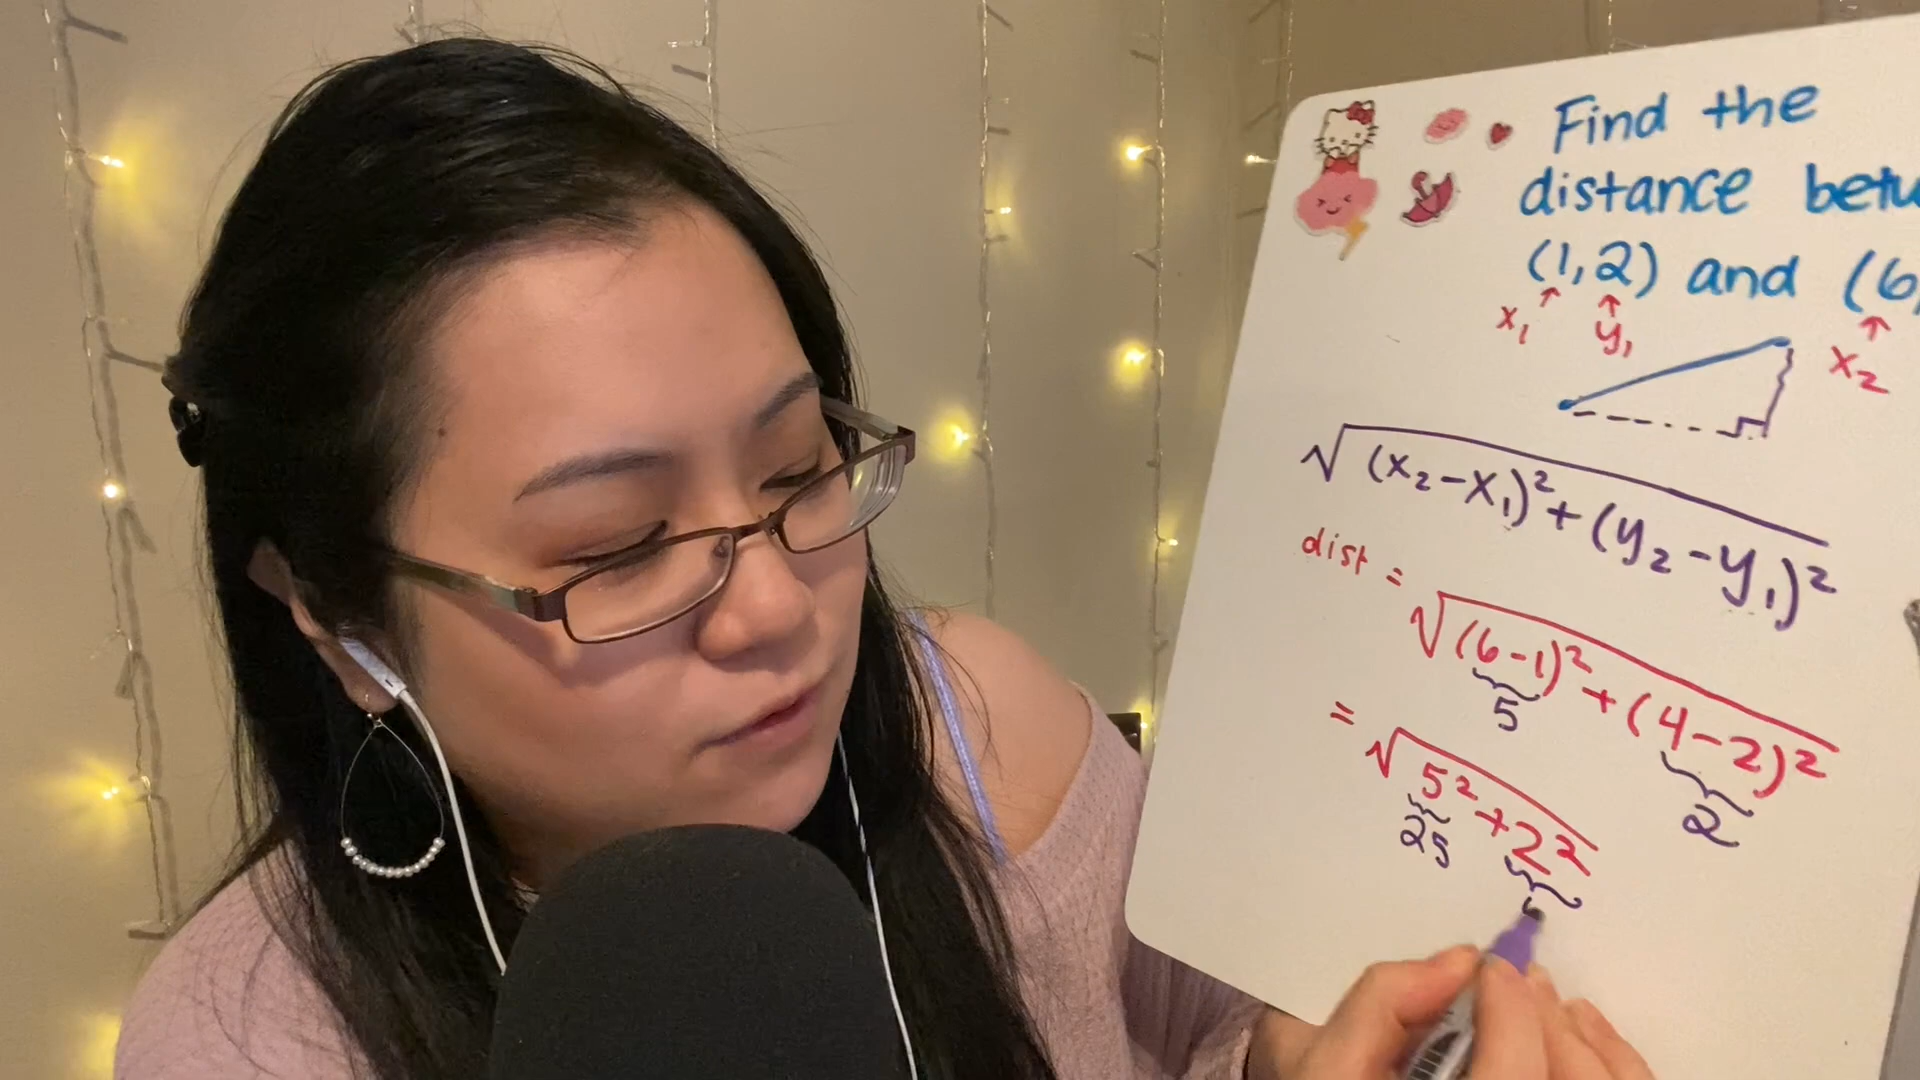 Find the
distance betw
(1,2) and (6,
x₁ y₁ x₂
√(x₂-x₁)²+(y₂-y₁)²
dist = √(6-1)²+(4-2)²
5 2
= √5²+2²
25